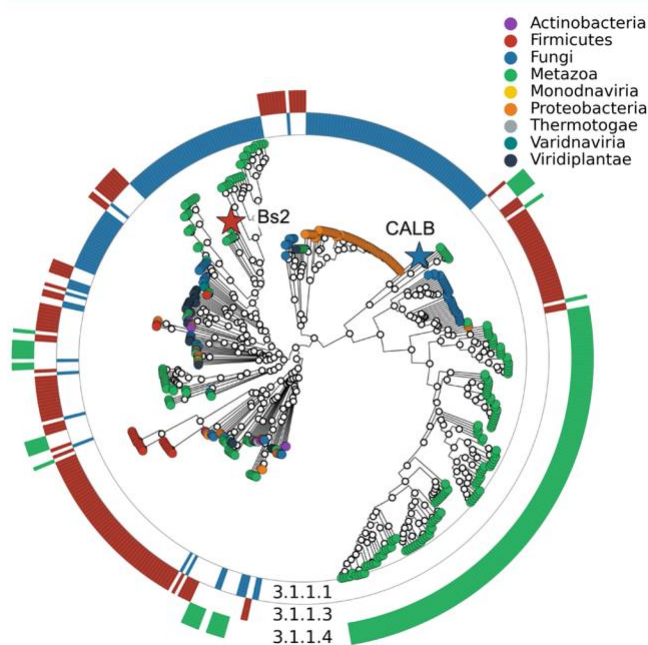 Actinobacteria
Firmicutes
Fungi
Metazoa
Monodnaviria
Proteobacteria
Thermotogae
Varidnaviria
Viridiplantae
Bs2
CALB
3.1.1.1
3.1.1.3
3.1.1.4